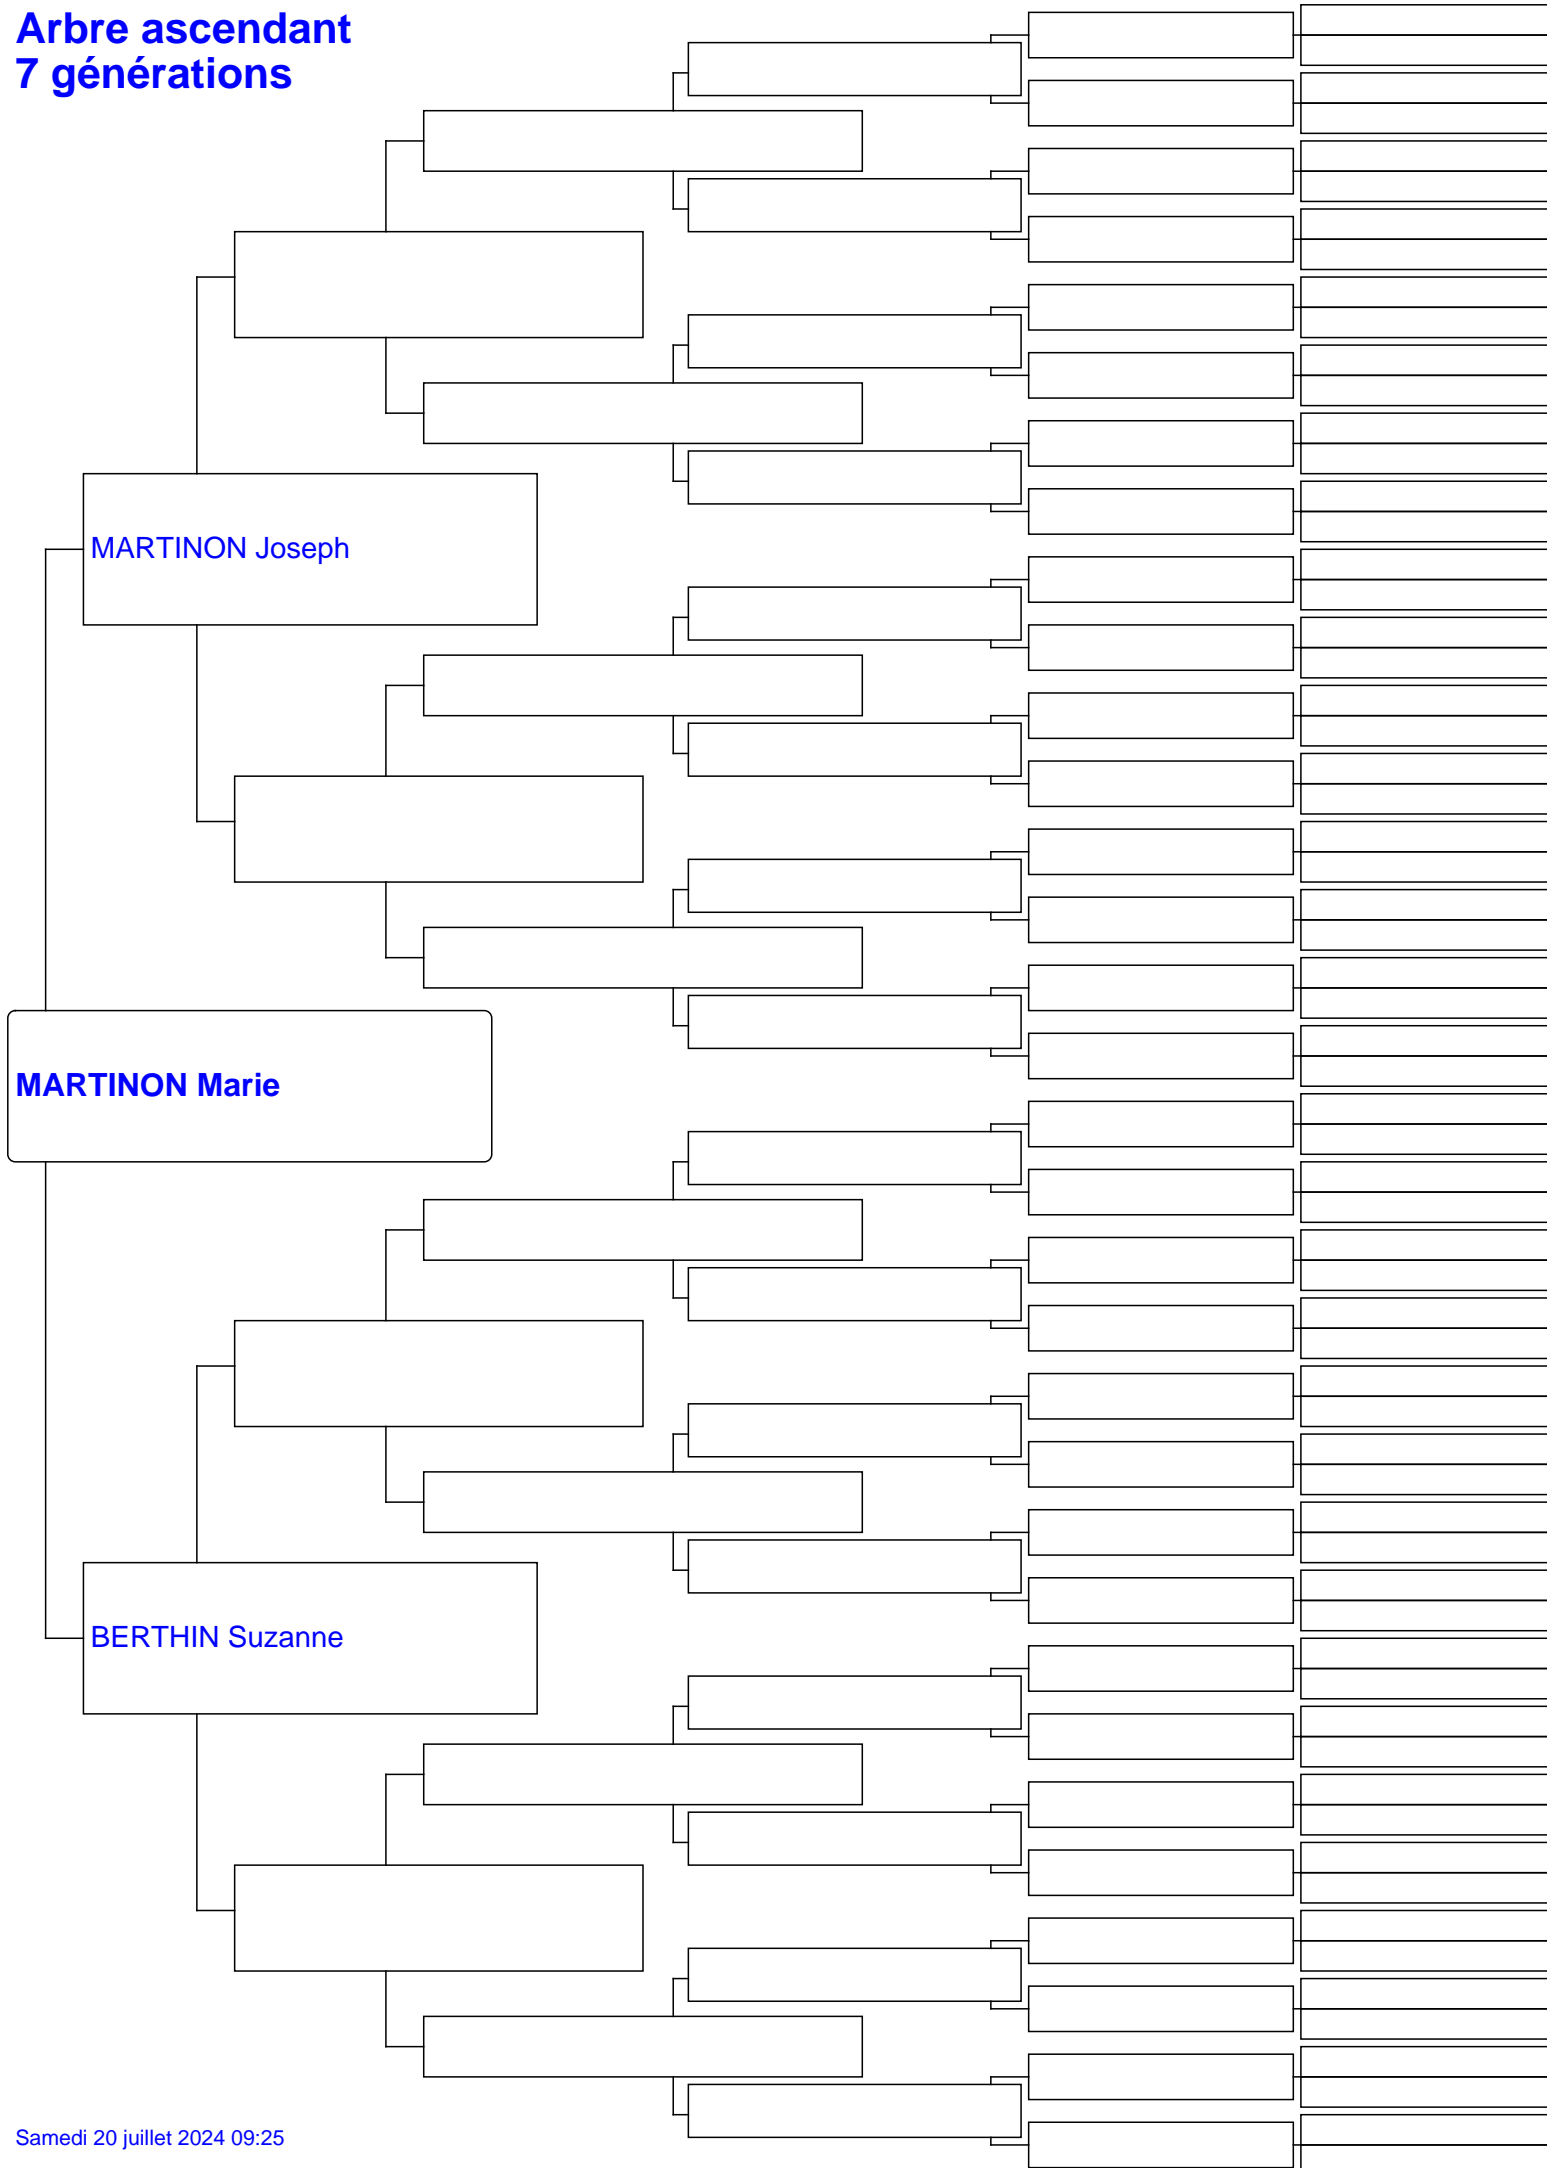 Arbre ascendant
7 générations
MARTINON Joseph
MARTINON Marie
BERTHIN Suzanne
Samedi 20 juillet 2024 09:25